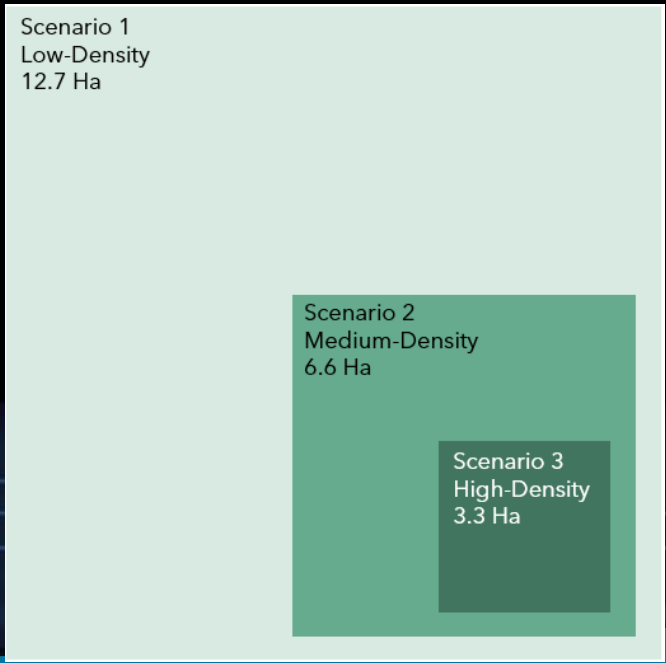 Scenario 1
Low-Density
12.7 Ha
Scenario 2
Medium-Density
6.6 Ha
Scenario 3
High-Density
3.3 Ha